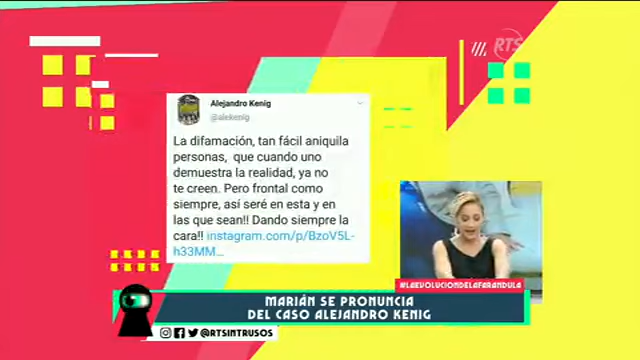 RTS
Alejandro Kenig
@alekenig
La difamación, tan fácil aniquila
personas, que cuando uno
demuestra la realidad, ya no
te creen. Pero frontal como
siempre, así seré en esta y en
las que sean!! Dando siempre la
cara!! instagram.com/p/BzoV5L-
h33MM...
#LAEVOLUCIONDELAFARANDULA
MARIÁN SE PRONUNCIA
DEL CASO ALEJANDRO KENIG
@RTSINTRUSOS